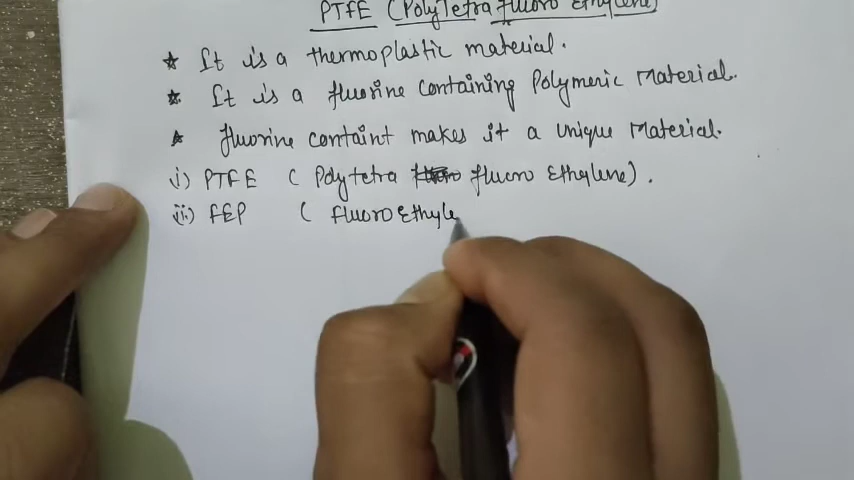 PTFE (PolyTetra fluoro Ethylene)
It is a thermoplastic material.
It is a fluorine containing Polymeric Material.
fluorine containt makes it a unique Material.
i) PTFE ( Polytetra fluoro Ethylene).
ii) FEP ( fluoro Ethyle